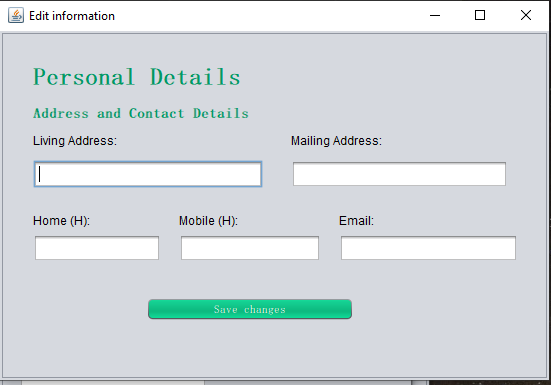 Edit information
Personal Details
Address and Contact Details
Living Address: Mailing Address:
Home (H): Mobile (H): Email:
Save changes